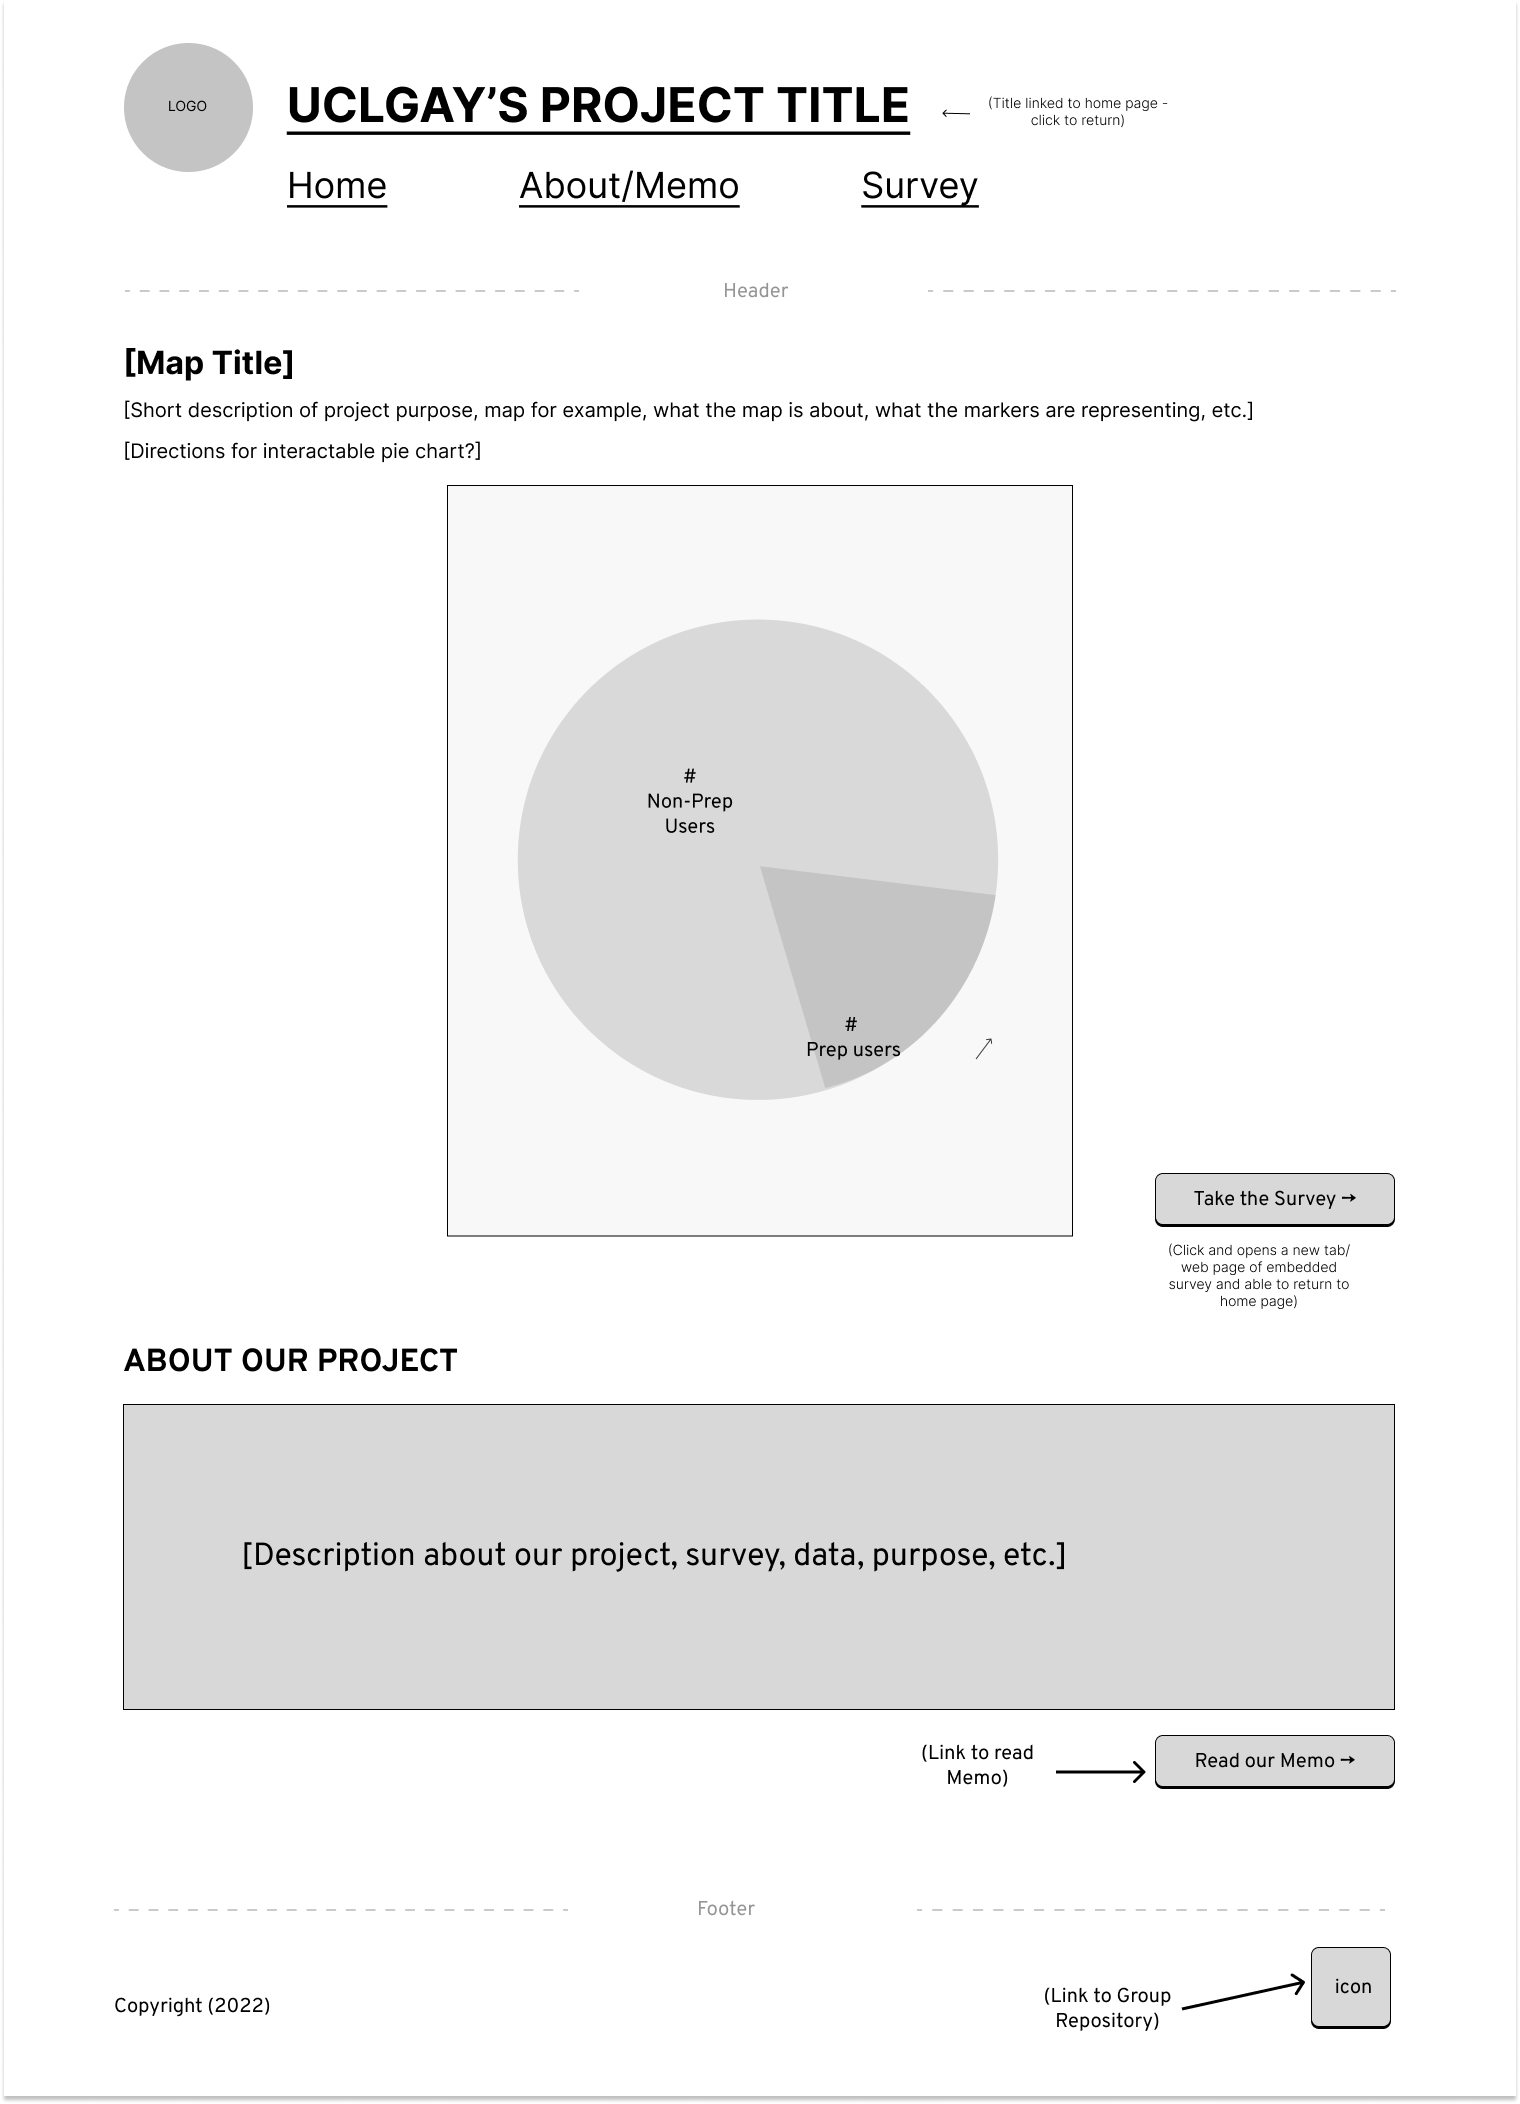 LOGO
UCLGAY’S PROJECT TITLE
(Title linked to home page -
click to return)
Home
About/Memo
Survey
Header
[Map Title]
[Short description of project purpose, map for example, what the map is about, what the markers are representing, etc.]
[Directions for interactable pie chart?]
#
Non-Prep
Users
#
Prep users
Take the Survey →
(Click and opens a new tab/
web page of embedded
survey and able to return to
home page)
ABOUT OUR PROJECT
[Description about our project, survey, data, purpose, etc.]
(Link to read
Memo)
Read our Memo →
Footer
Copyright (2022)
(Link to Group
Repository)
icon